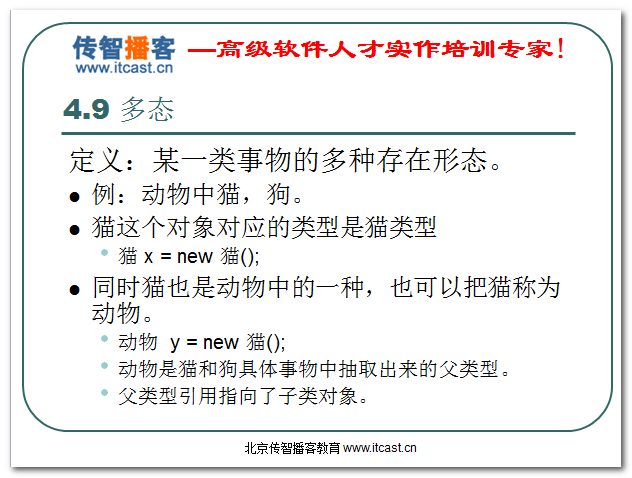 传智播客 —高级软件人才实作培训专家!
www.itcast.cn
4.9 多态
定义：某一类事物的多种存在形态。
● 例：动物中猫，狗。
● 猫这个对象对应的类型是猫类型
• 猫 x = new 猫();
● 同时猫也是动物中的一种，也可以把猫称为
动物。
• 动物 y = new 猫();
• 动物是猫和狗具体事物中抽取出来的父类型。
• 父类型引用指向了子类对象。
北京传智播客教育 www.itcast.cn